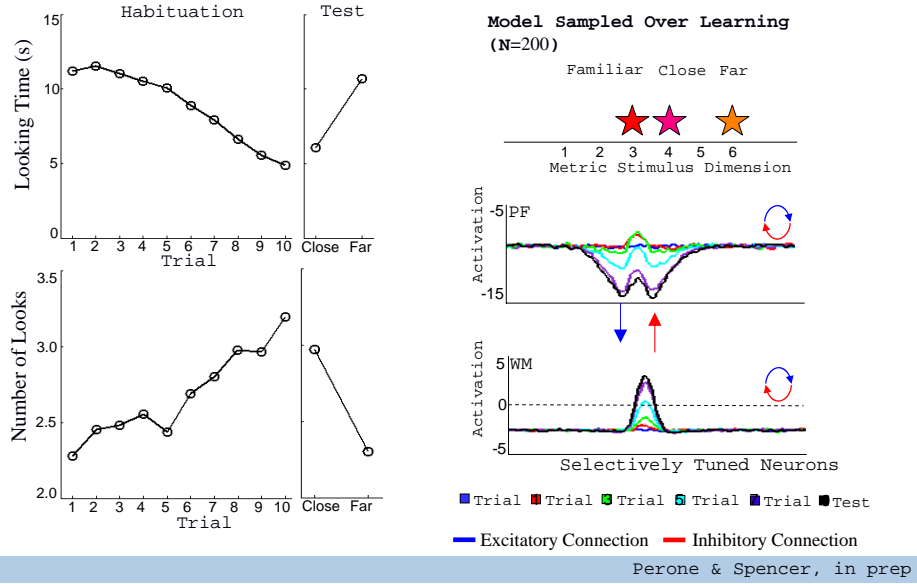 Habituation
Test
15
10
5
0
Looking Time (s)
1 2 3 4 5 6 7 8 9 10
Trial
Close Far
3.5
3.0
2.5
2.0
Number of Looks
1 2 3 4 5 6 7 8 9 10
Trial
Close Far
Model Sampled Over Learning
(N=200)
Familiar Close Far
1 2 3 4 5 6
Metric Stimulus Dimension
-5
PF
Activation
-15
5
WM
0
Activation
-5
Selectively Tuned Neurons
Trial 1 Trial 3 Trial 5 Trial 7 Trial Test
Excitatory Connection Inhibitory Connection
Perone & Spencer, in prep